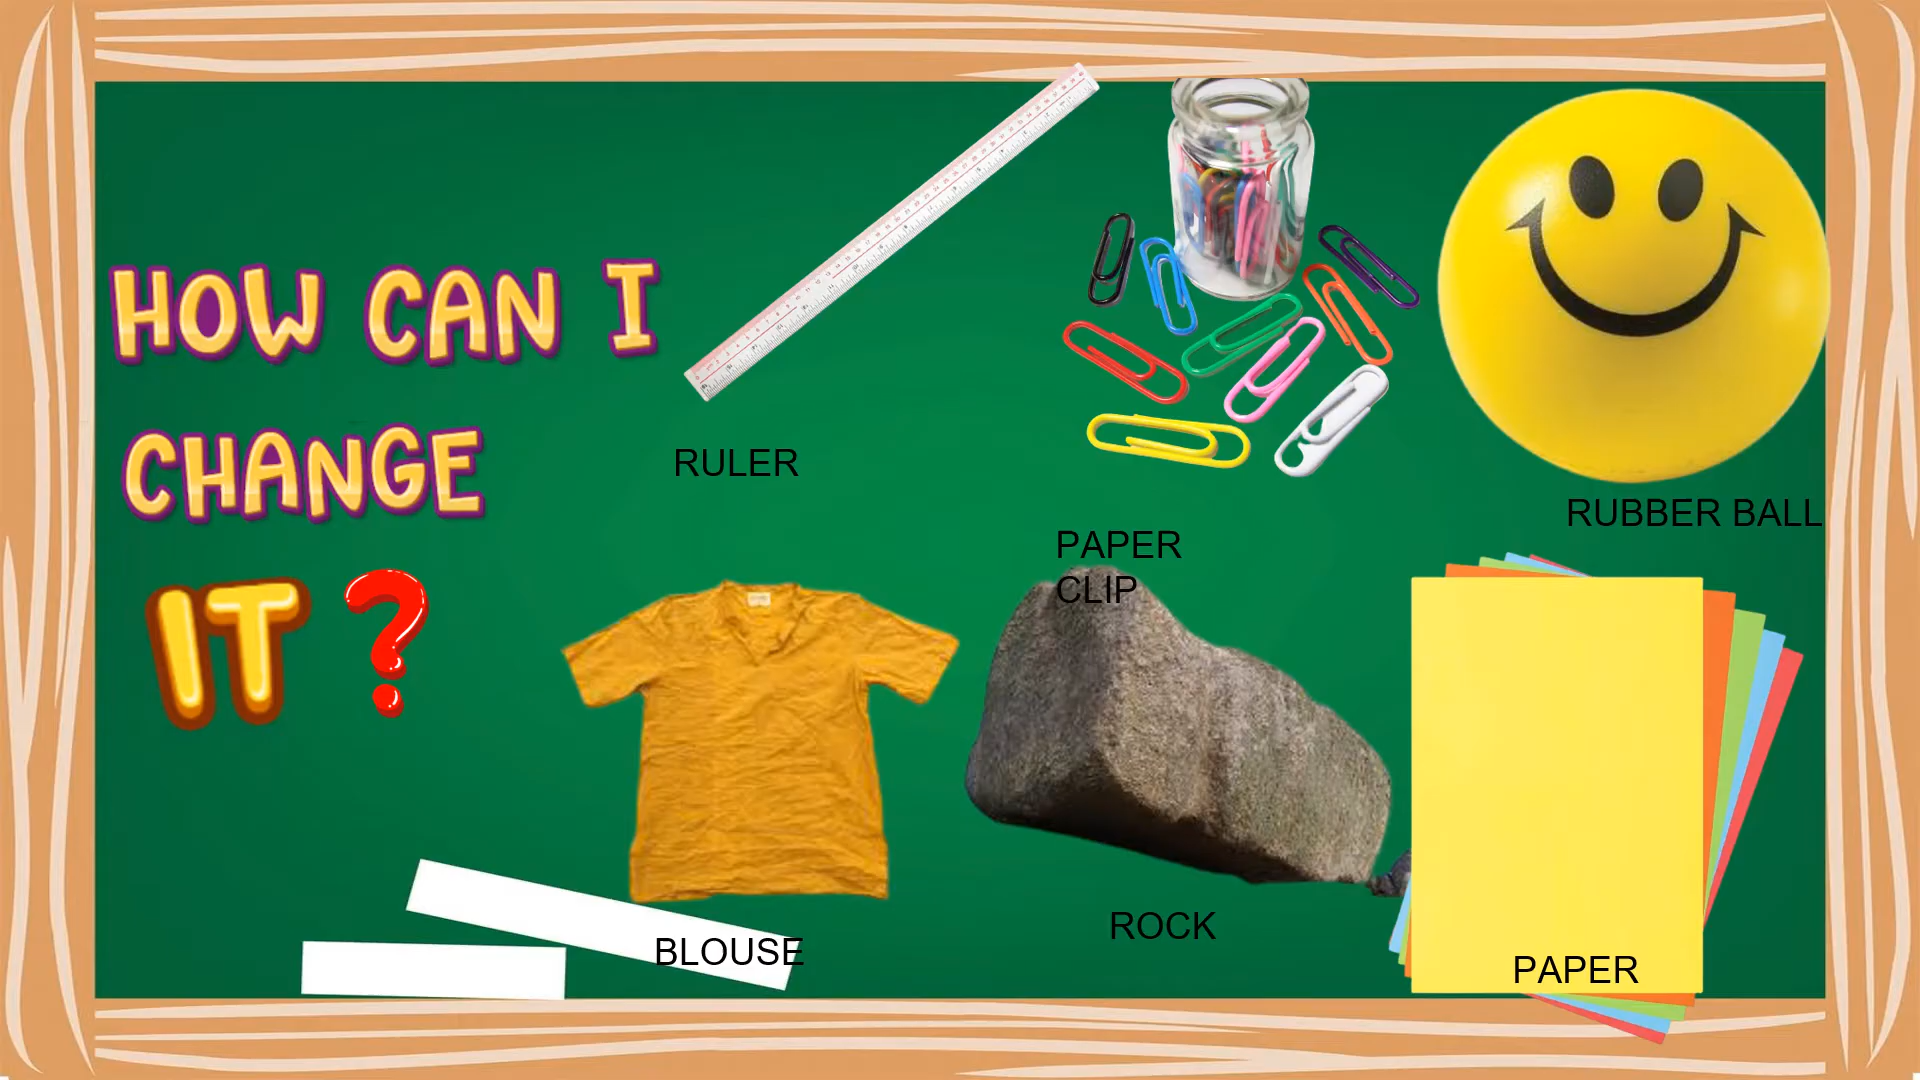 HOW CAN I
CHANGE
IT?
RULER
PAPER
CLIP
RUBBER BALL
BLOUSE
ROCK
PAPER